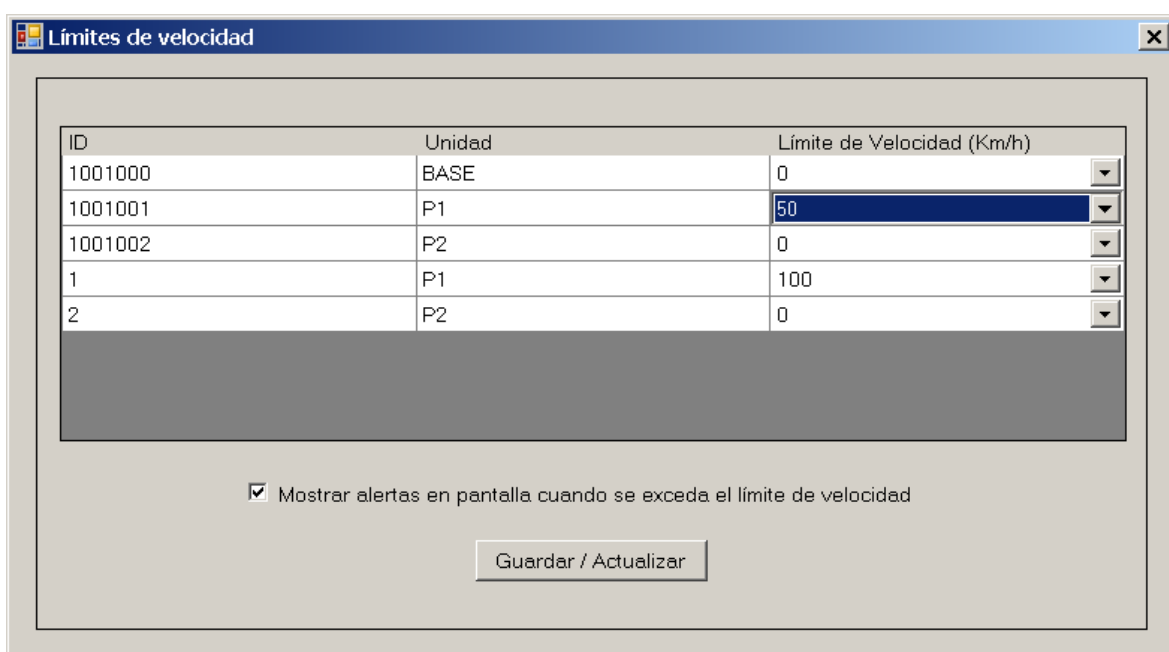 Límites de velocidad
ID Unidad Límite de Velocidad (Km/h)
1001000 BASE 0
1001001 P1 50
1001002 P2 0
1 P1 100
2 P2 0
Mostrar alertas en pantalla cuando se exceda el límite de velocidad
Guardar / Actualizar